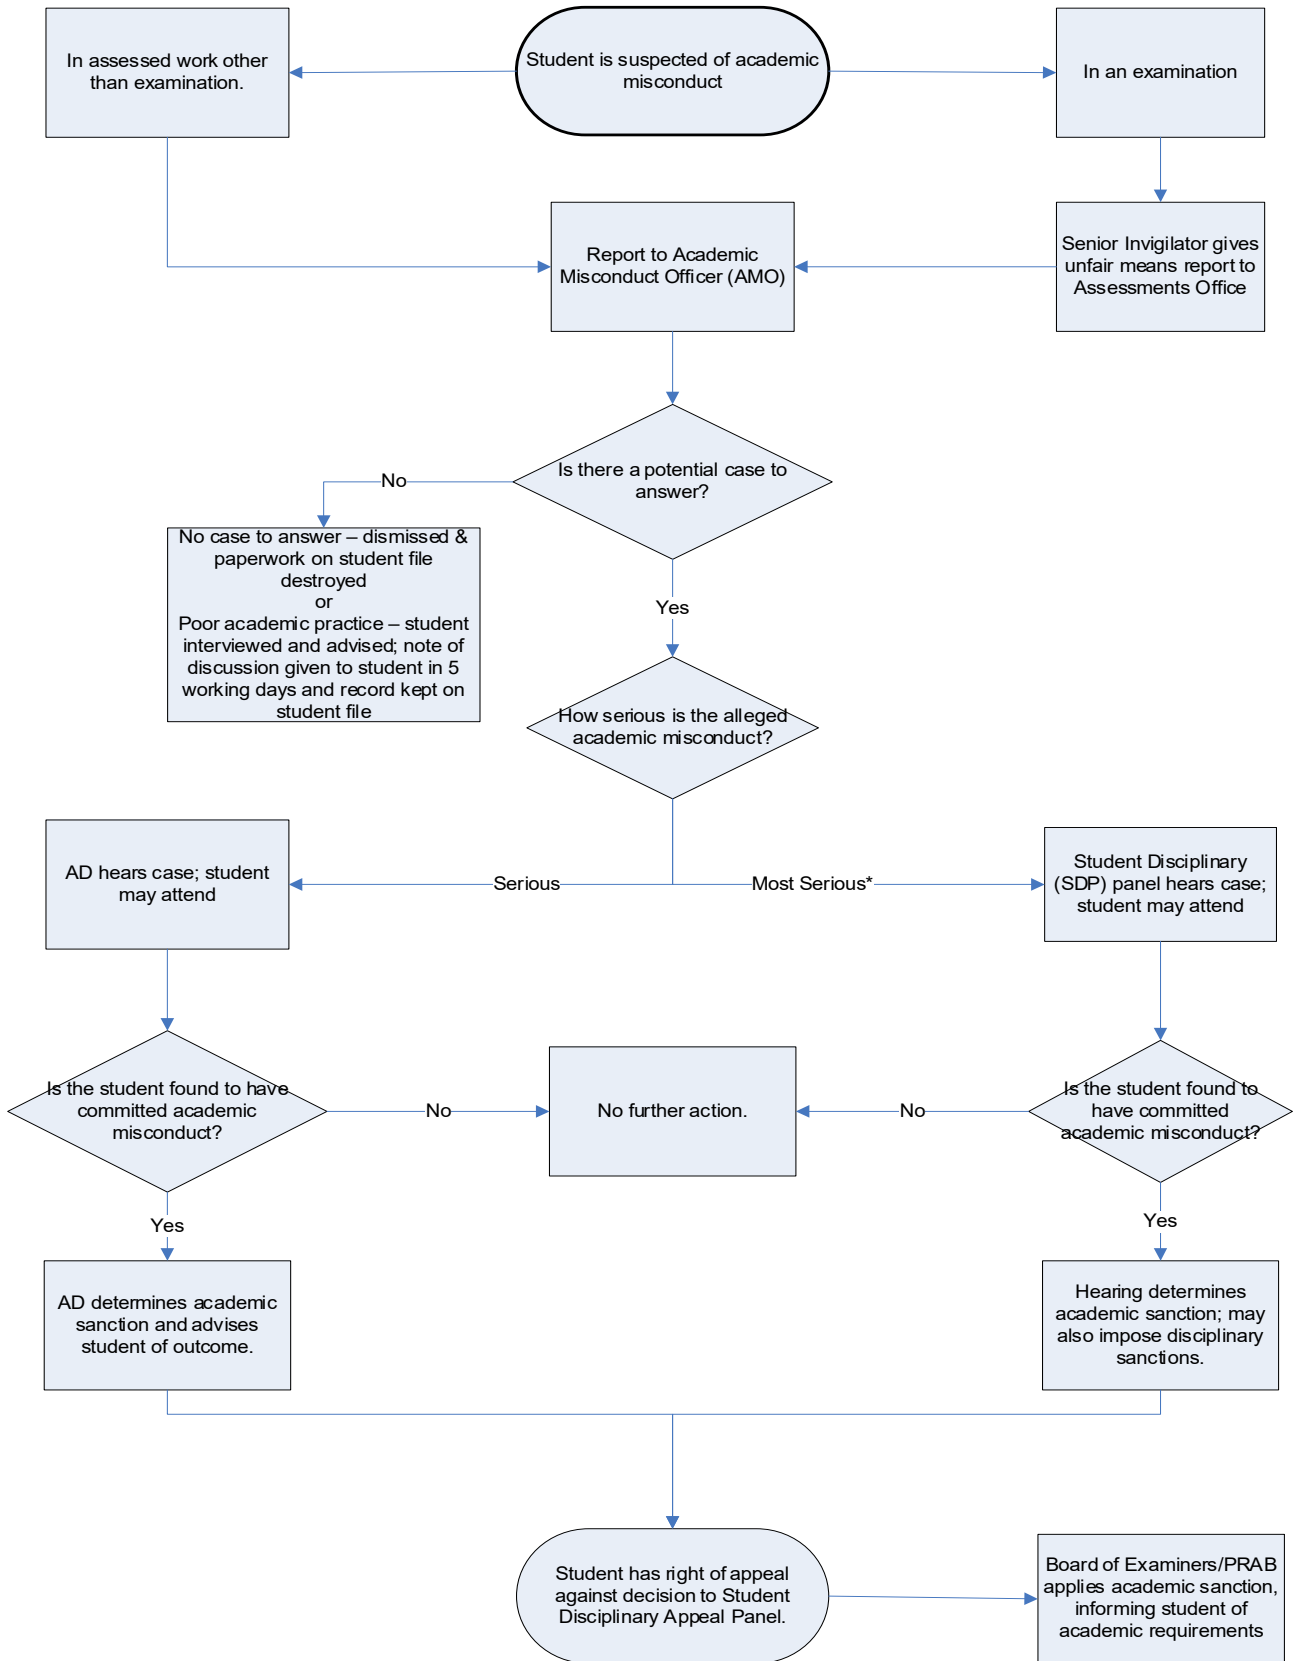 In assessed work other
than examination.
Student is suspected of academic
misconduct
In an examination
Report to Academic
Misconduct Officer (AMO)
Senior Invigilator gives
unfair means report to
Assessments Office
Is there a potential case to
answer?
No
No case to answer – dismissed &
paperwork on student file
destroyed
or
Poor academic practice – student
interviewed and advised; note of
discussion given to student in 5
working days and record kept on
student file
Yes
How serious is the alleged
academic misconduct?
AD hears case; student
may attend
Serious
Most Serious*
Student Disciplinary
(SDP) panel hears case;
student may attend
Is the student found to have
committed academic
misconduct?
No
No further action.
No
Is the student found to
have committed
academic misconduct?
Yes
Yes
AD determines academic
sanction and advises
student of outcome.
Hearing determines
academic sanction; may
also impose disciplinary
sanctions.
Student has right of appeal
against decision to Student
Disciplinary Appeal Panel.
Board of Examiners/PRAB
applies academic sanction,
informing student of
academic requirements